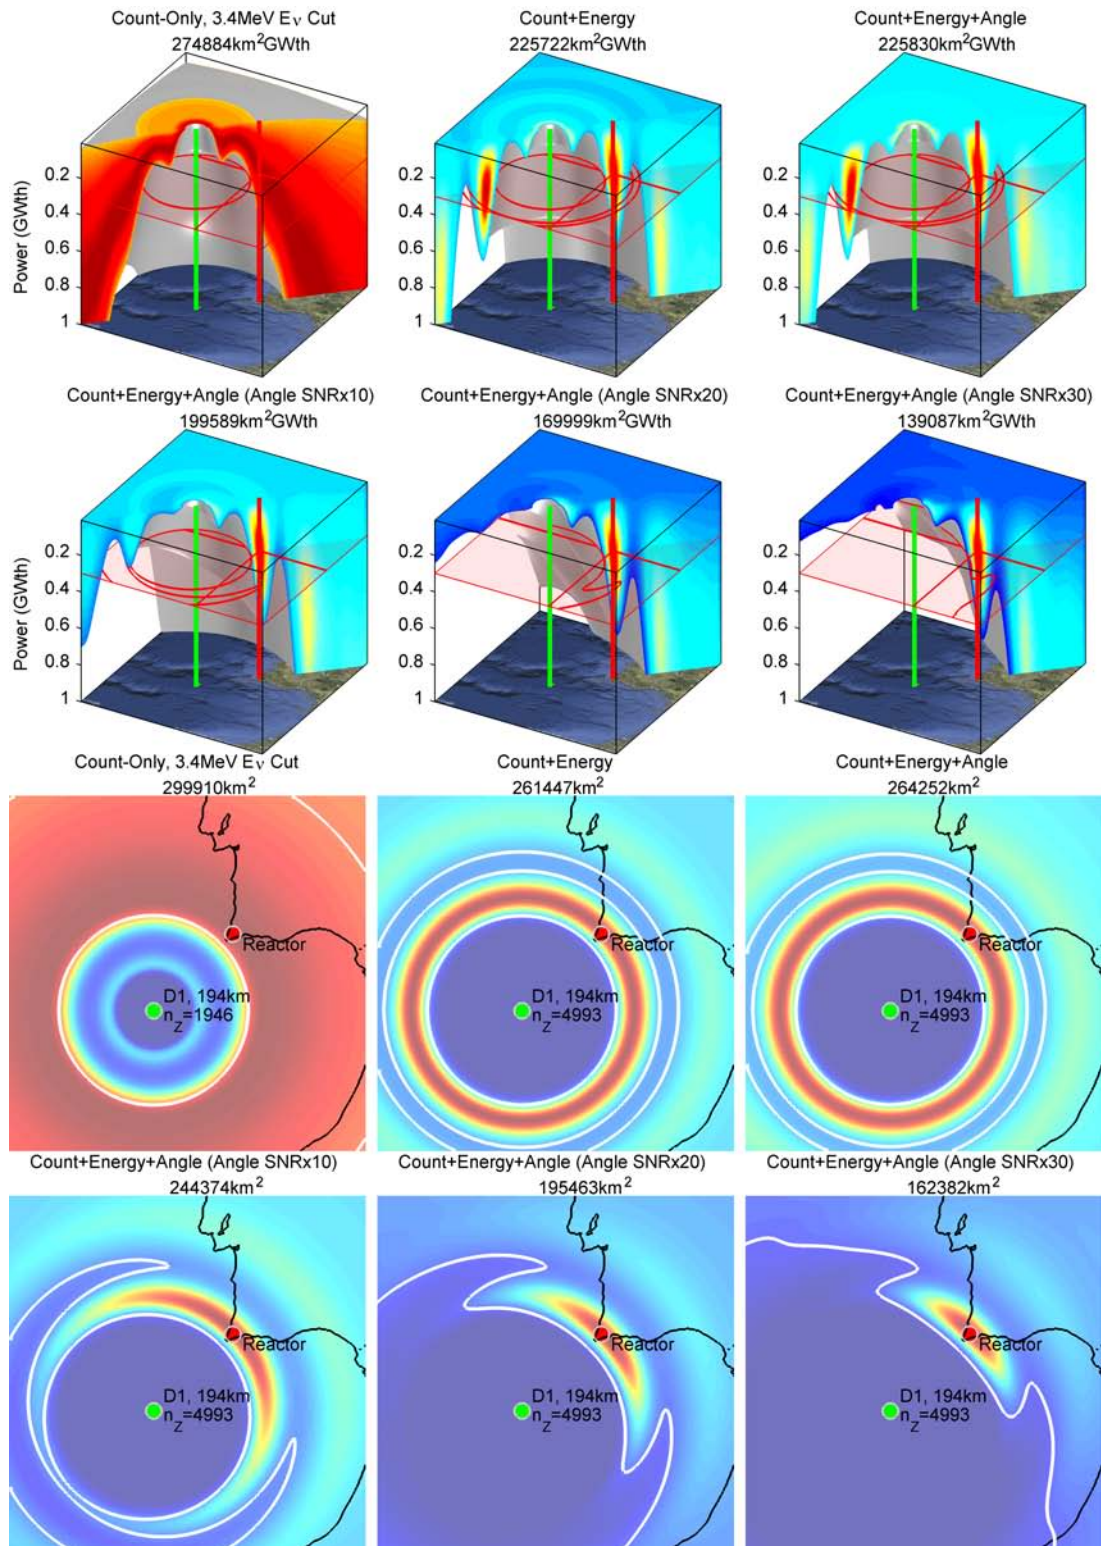 Count-Only, 3.4MeV Eν Cut
274884km²GWth
Count+Energy
225722km²GWth
Count+Energy+Angle
225830km²GWth
Power (GWth)
0.2
0.4
0.6
0.8
1
Count+Energy+Angle (Angle SNRx10)
199589km²GWth
Count+Energy+Angle (Angle SNRx20)
169999km²GWth
Count+Energy+Angle (Angle SNRx30)
139087km²GWth
Power (GWth)
0.2
0.4
0.6
0.8
1
0.2
0.4
0.6
0.8
1
0.2
0.4
0.6
0.8
1
0.2
0.4
0.6
0.8
1
0.2
0.4
0.6
0.8
1
Count-Only, 3.4MeV Eν Cut
299910km²
Count+Energy
261447km²
Count+Energy+Angle
264252km²
Reactor
D1, 194km
n_Z=1946
Reactor
D1, 194km
n_Z=4993
Reactor
D1, 194km
n_Z=4993
Count+Energy+Angle (Angle SNRx10)
244374km²
Count+Energy+Angle (Angle SNRx20)
195463km²
Count+Energy+Angle (Angle SNRx30)
162382km²
Reactor
D1, 194km
n_Z=4993
Reactor
D1, 194km
n_Z=4993
Reactor
D1, 194km
n_Z=4993